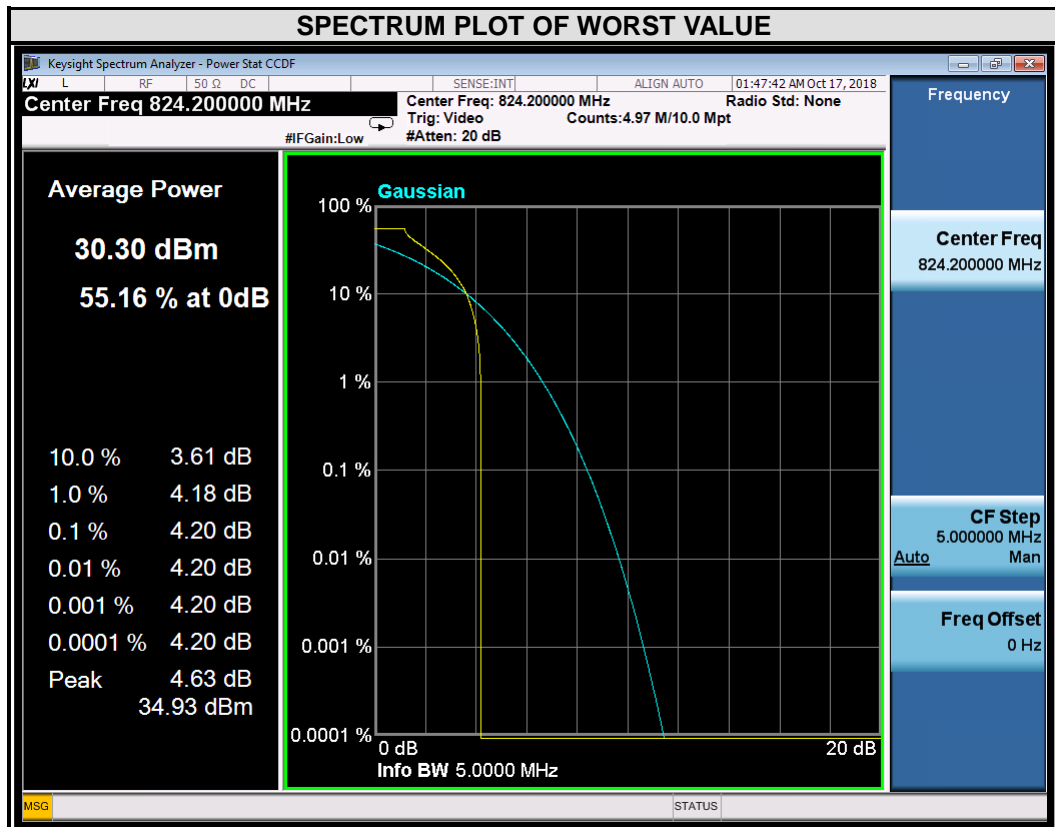 SPECTRUM PLOT OF WORST VALUE
Keysight Spectrum Analyzer - Power Stat CCDF
LXI L RF 50 Ω DC SENSE:INT ALIGN AUTO 01:47:42 AM Oct 17, 2018
Center Freq 824.200000 MHz
#IFGain:Low
Center Freq: 824.200000 MHz
Radio Std: None
Trig: Video
Counts:4.97 M/10.0 Mpt
#Atten: 20 dB
Average Power
30.30 dBm
55.16 % at 0dB
10.0 % 3.61 dB
1.0 % 4.18 dB
0.1 % 4.20 dB
0.01 % 4.20 dB
0.001 % 4.20 dB
0.0001 % 4.20 dB
Peak 4.63 dB
34.93 dBm
Gaussian
100 %
10 %
1 %
0.1 %
0.01 %
0.001 %
0.0001 %
0 dB
20 dB
Info BW 5.0000 MHz
Frequency
Center Freq
824.200000 MHz
CF Step
5.000000 MHz
Auto Man
Freq Offset
0 Hz
MSG
STATUS